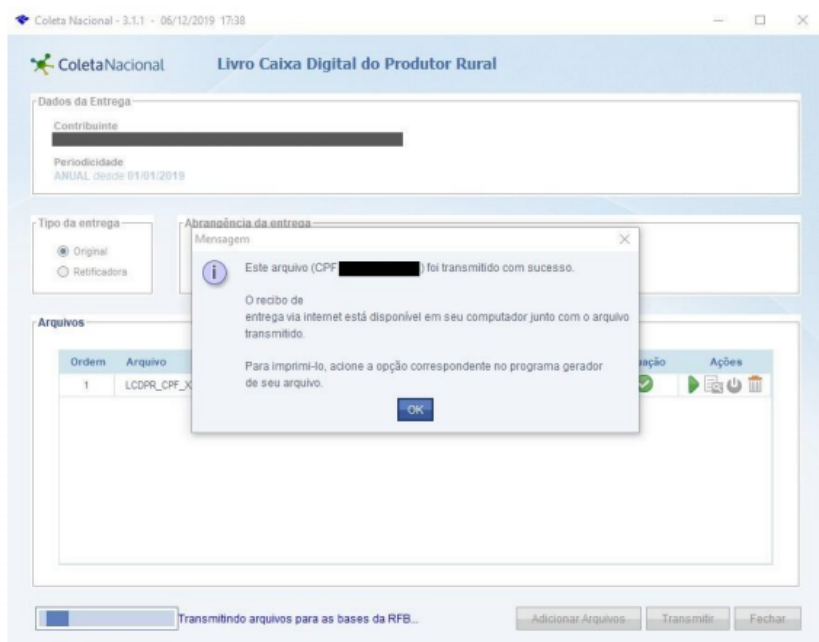 Coleta Nacional - 3.1.1 - 06/12/2019 17:38
ColetaNacional
Livro Caixa Digital do Produtor Rural
Dados da Entrega
Contribuinte
Periodicidade
ANUAL desde 01/01/2019
Tipo da entrega
Original
Retificadora
Abrangência da entrega
Mensagem
Este arquivo (CPF ) foi transmitido com sucesso.
O recibo de
entrega via internet está disponível em seu computador junto com o arquivo
transmitido.
Para imprimi-lo, acione a opção correspondente no programa gerador
de seu arquivo.
OK
Arquivos
Ordem Arquivo uação Ações
1 LCDPR_CPF_X
Transmitindo arquivos para as bases da RFB...
Adicionar Arquivos Transmitir Fechar